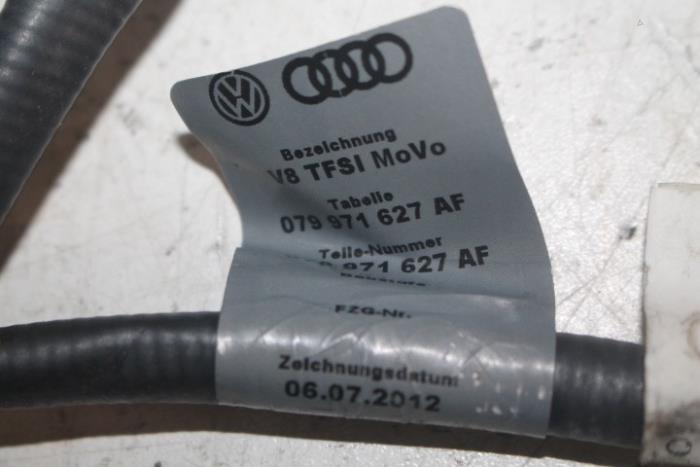 Bezeichnung
V8 TFSI MoVo
Tabelle
079 971 627 AF
Teile-Nummer
971 627 AF
FZG-Nr.
Zeichnungsdatum
06.07.2012